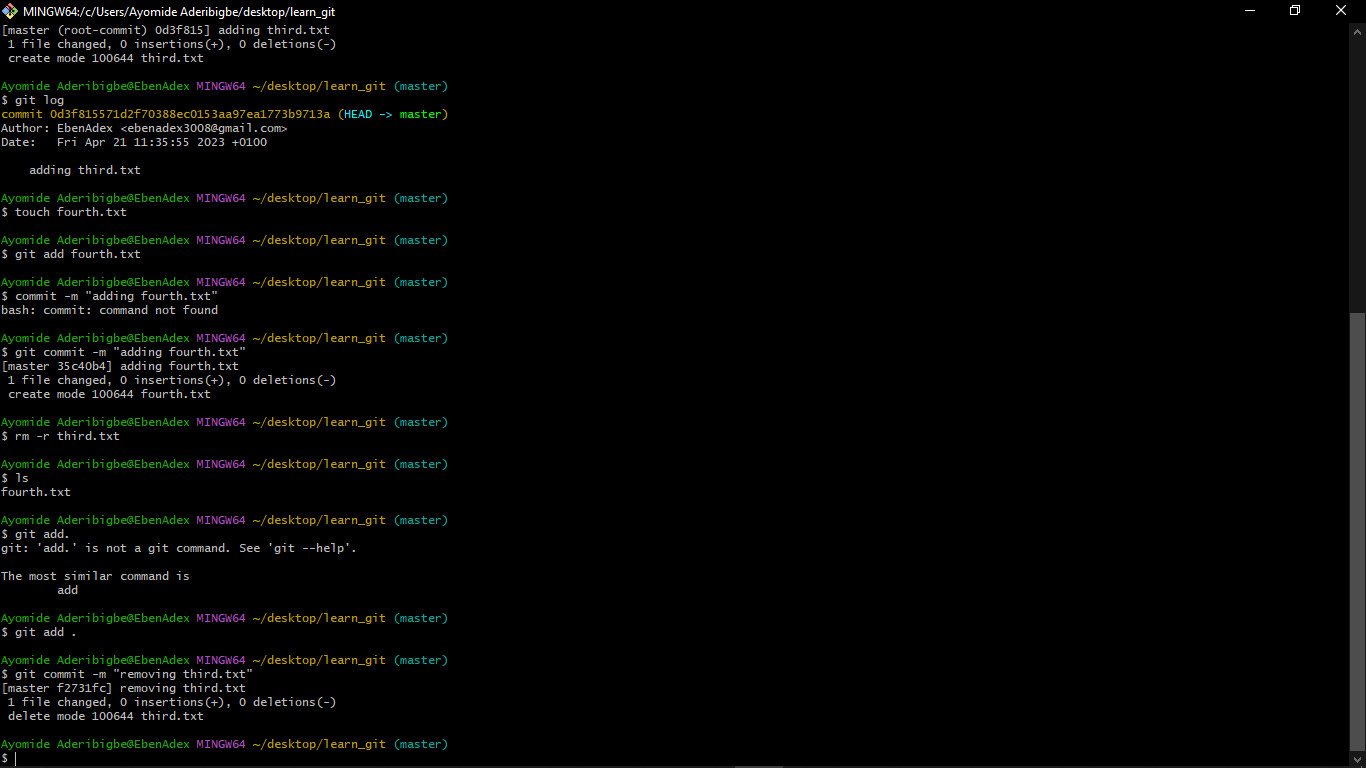 MINGW64:/c/Users/Ayomide Aderibigbe/desktop/learn_git
[master (root-commit) 0d3f815] adding third.txt
 1 file changed, 0 insertions(+), 0 deletions(-)
 create mode 100644 third.txt

Ayomide Aderibigbe@EbenAdex MINGW64 ~/desktop/learn_git (master)
$ git log
commit 0d3f815571d2f70388ec0153aa97ea1773b9713a (HEAD -> master)
Author: EbenAdex <ebenadex3008@gmail.com>
Date:   Fri Apr 21 11:35:55 2023 +0100

    adding third.txt

Ayomide Aderibigbe@EbenAdex MINGW64 ~/desktop/learn_git (master)
$ touch fourth.txt

Ayomide Aderibigbe@EbenAdex MINGW64 ~/desktop/learn_git (master)
$ git add fourth.txt

Ayomide Aderibigbe@EbenAdex MINGW64 ~/desktop/learn_git (master)
$ commit -m "adding fourth.txt"
bash: commit: command not found

Ayomide Aderibigbe@EbenAdex MINGW64 ~/desktop/learn_git (master)
$ git commit -m "adding fourth.txt"
[master 35c40b4] adding fourth.txt
 1 file changed, 0 insertions(+), 0 deletions(-)
 create mode 100644 fourth.txt

Ayomide Aderibigbe@EbenAdex MINGW64 ~/desktop/learn_git (master)
$ rm -r third.txt

Ayomide Aderibigbe@EbenAdex MINGW64 ~/desktop/learn_git (master)
$ ls
fourth.txt

Ayomide Aderibigbe@EbenAdex MINGW64 ~/desktop/learn_git (master)
$ git add.
git: 'add.' is not a git command. See 'git --help'.

The most similar command is
        add

Ayomide Aderibigbe@EbenAdex MINGW64 ~/desktop/learn_git (master)
$ git add .

Ayomide Aderibigbe@EbenAdex MINGW64 ~/desktop/learn_git (master)
$ git commit -m "removing third.txt"
[master f2731fc] removing third.txt
 1 file changed, 0 insertions(+), 0 deletions(-)
 delete mode 100644 third.txt

Ayomide Aderibigbe@EbenAdex MINGW64 ~/desktop/learn_git (master)
$